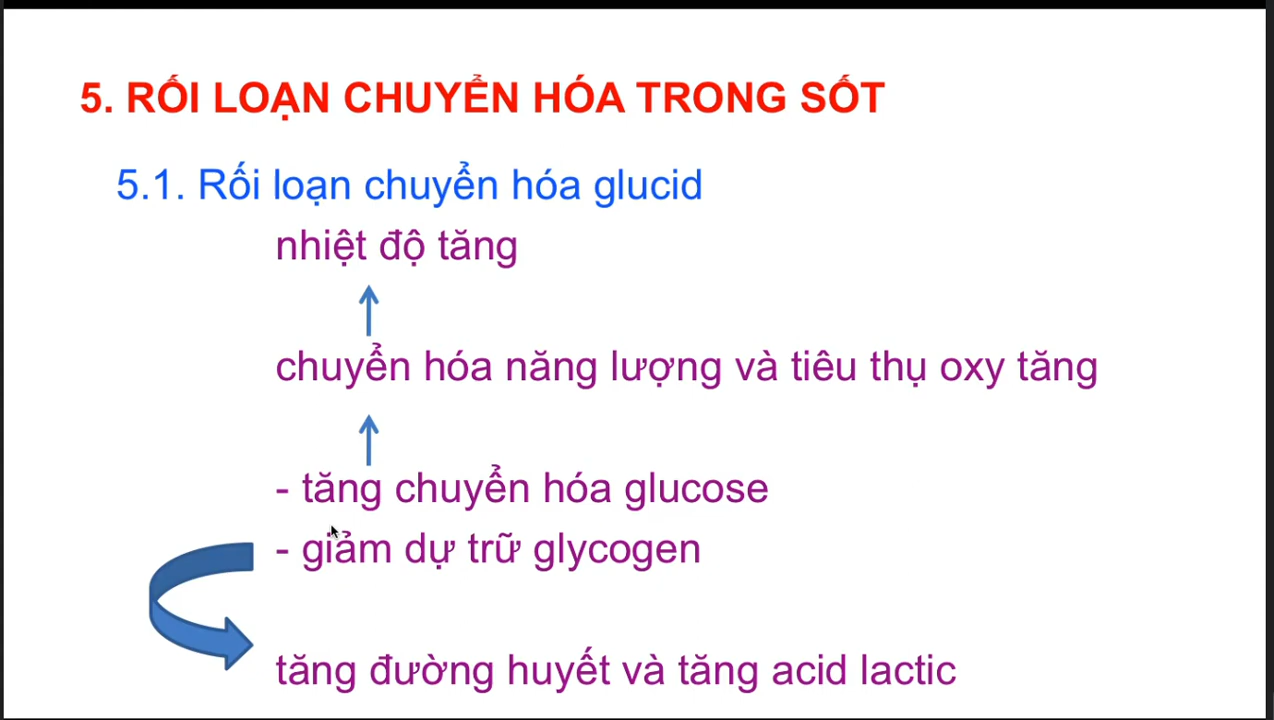 5. RỐI LOẠN CHUYỂN HÓA TRONG SỐT
5.1. Rối loạn chuyển hóa glucid
nhiệt độ tăng
chuyển hóa năng lượng và tiêu thụ oxy tăng
- tăng chuyển hóa glucose
- giảm dự trữ glycogen
tăng đường huyết và tăng acid lactic